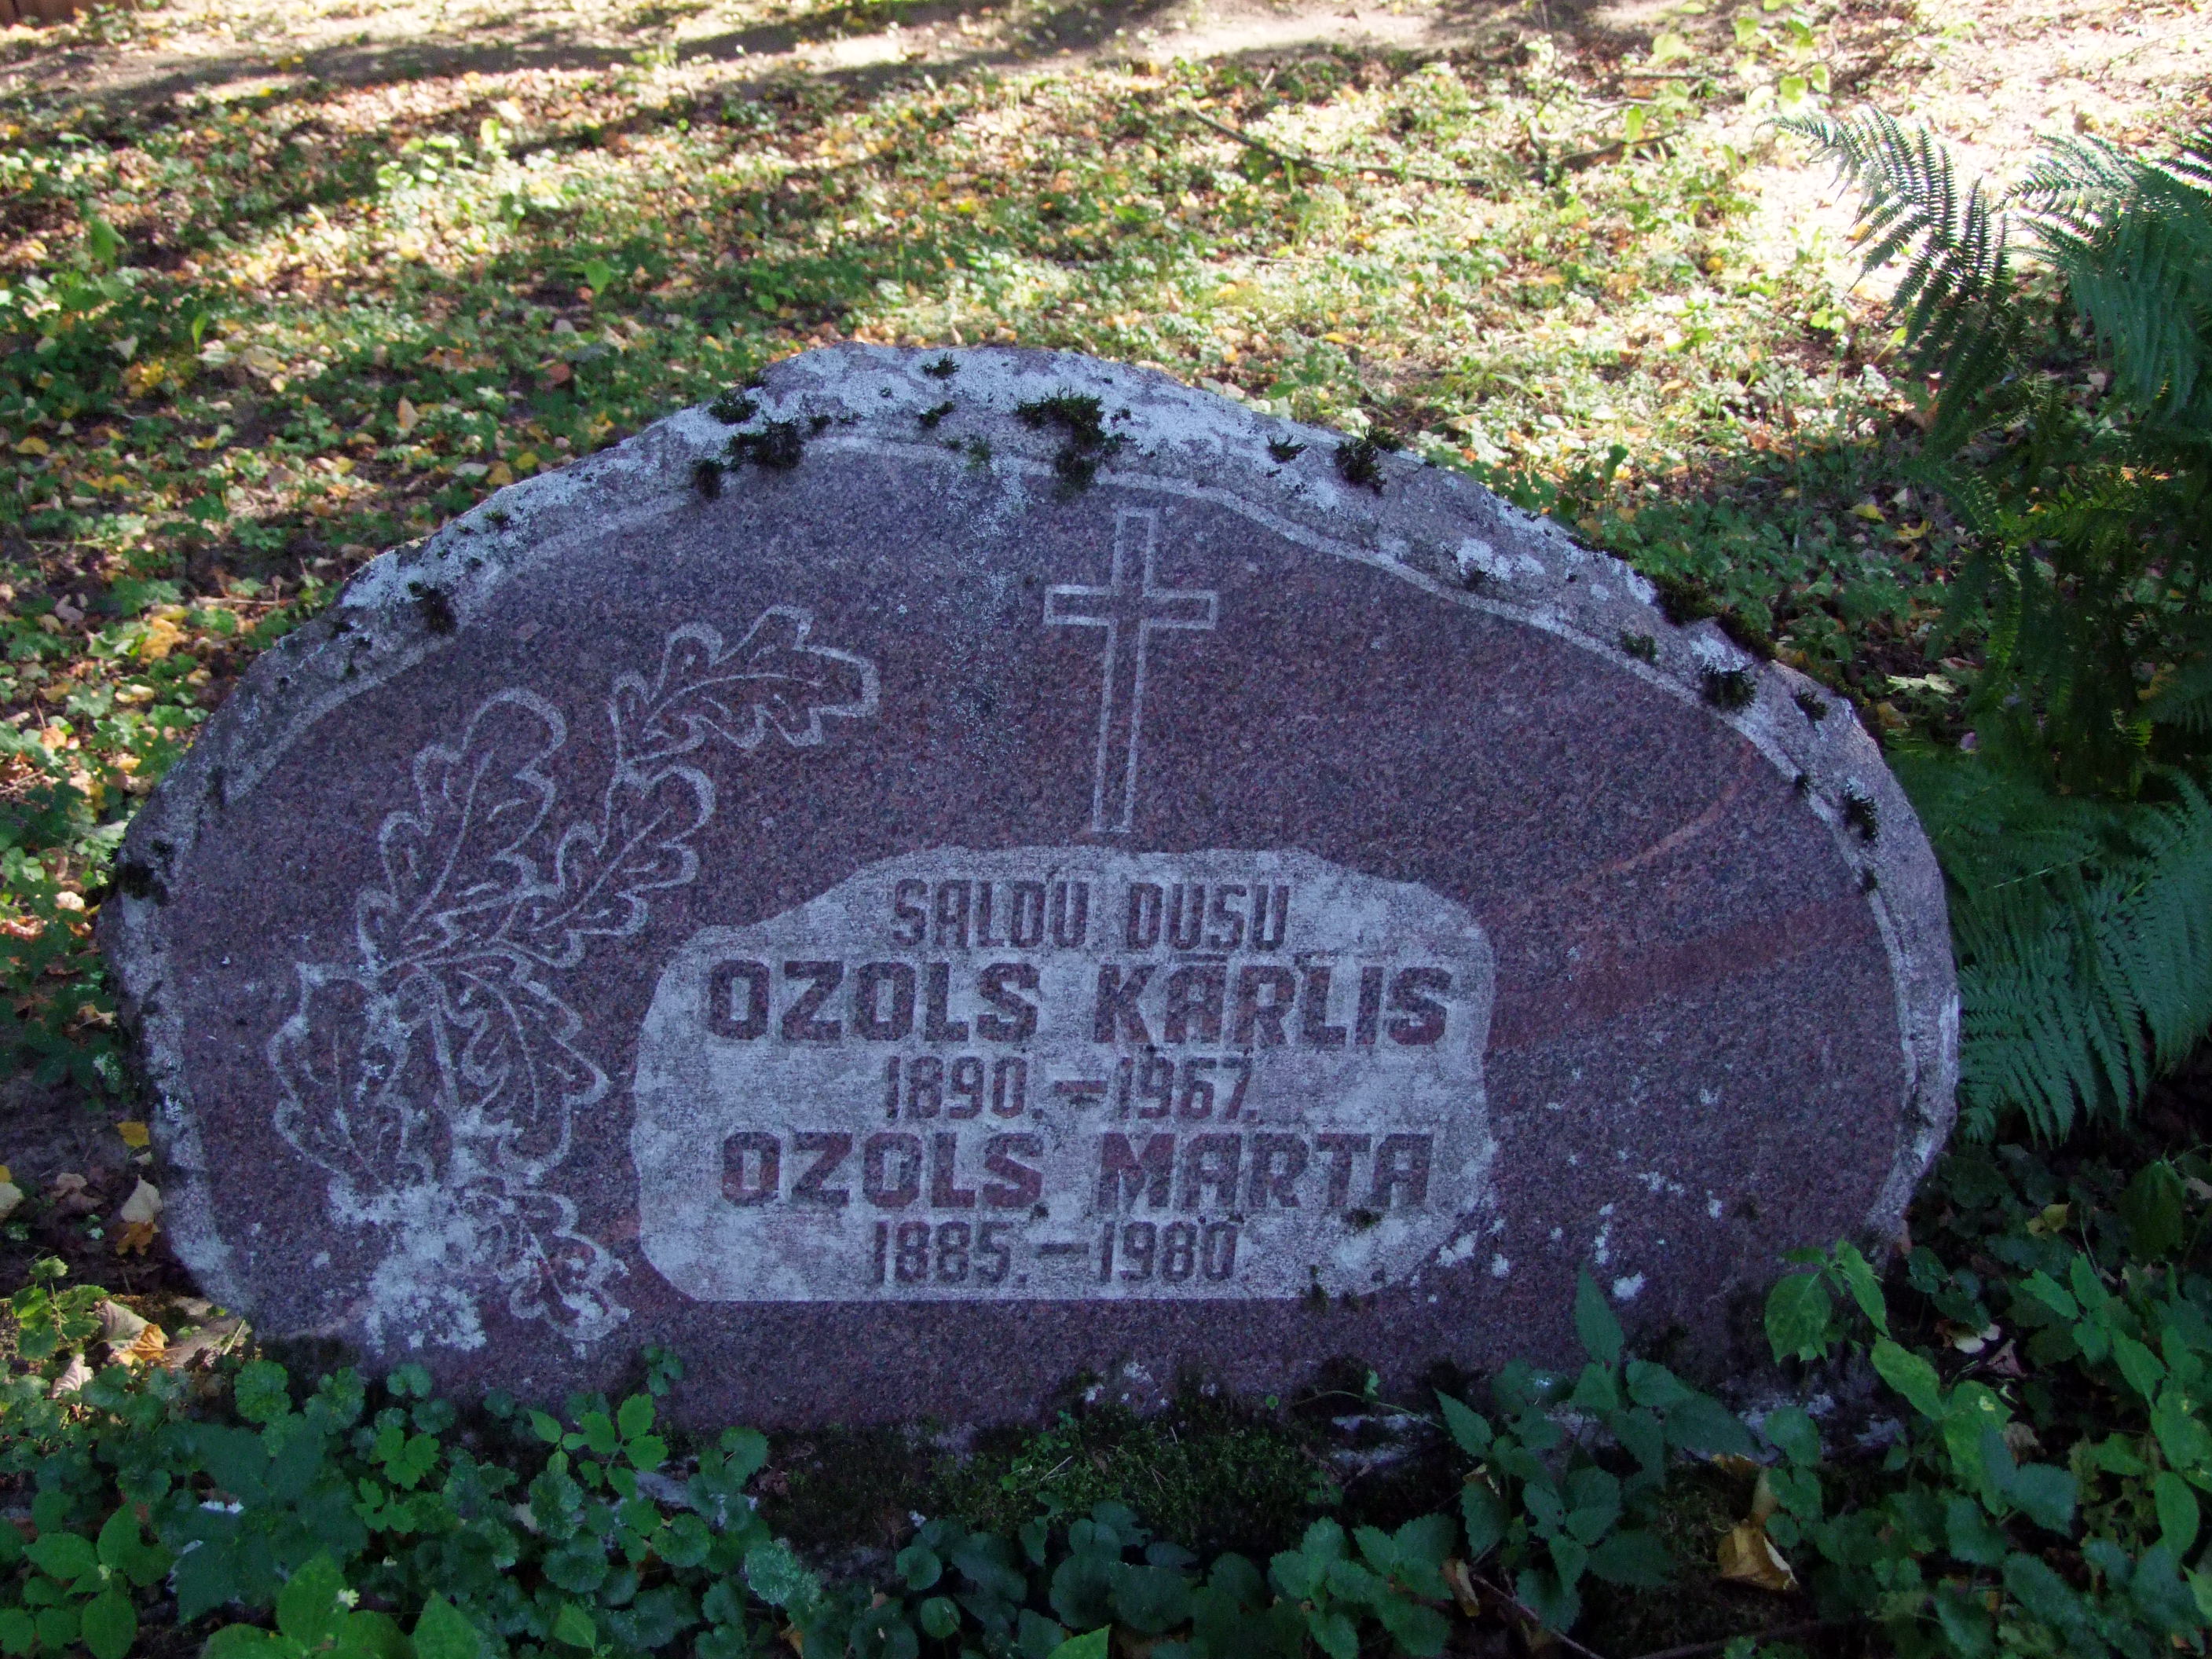 SALDU DUSU
OZOLS KĀRLIS
1890.–1967.
OZOLS MARTA
1885.–1980.